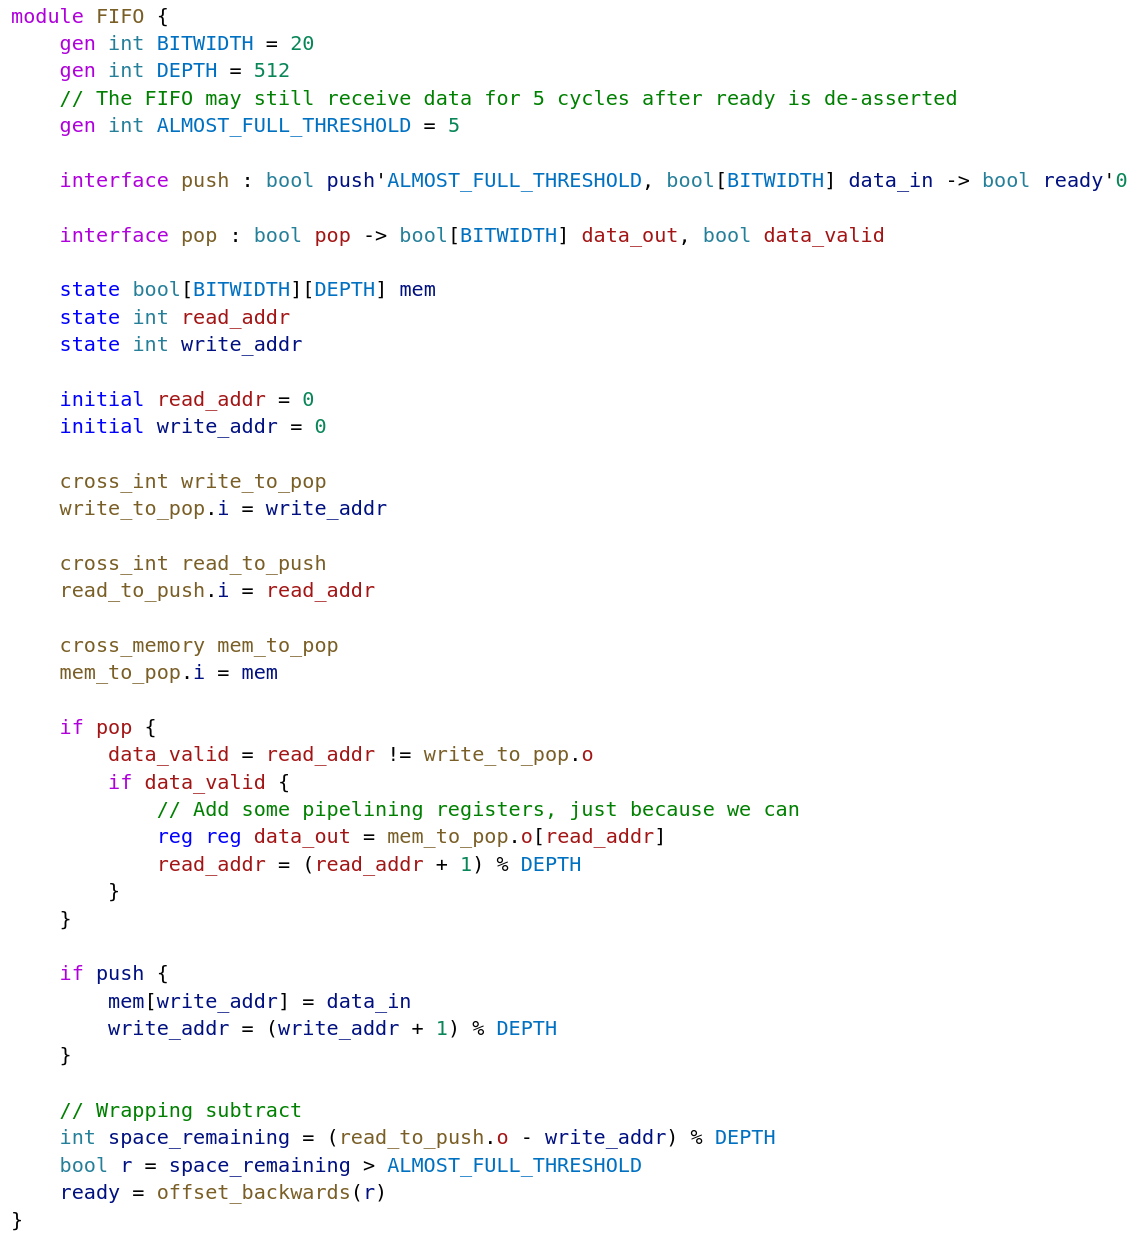 module FIFO {
    gen int BITWIDTH = 20
    gen int DEPTH = 512
    // The FIFO may still receive data for 5 cycles after ready is de-asserted
    gen int ALMOST_FULL_THRESHOLD = 5

    interface push : bool push'ALMOST_FULL_THRESHOLD, bool[BITWIDTH] data_in -> bool ready'0

    interface pop : bool pop -> bool[BITWIDTH] data_out, bool data_valid

    state bool[BITWIDTH][DEPTH] mem
    state int read_addr
    state int write_addr

    initial read_addr = 0
    initial write_addr = 0

    cross_int write_to_pop
    write_to_pop.i = write_addr

    cross_int read_to_push
    read_to_push.i = read_addr

    cross_memory mem_to_pop
    mem_to_pop.i = mem

    if pop {
        data_valid = read_addr != write_to_pop.o
        if data_valid {
            // Add some pipelining registers, just because we can
            reg reg data_out = mem_to_pop.o[read_addr]
            read_addr = (read_addr + 1) % DEPTH
        }
    }

    if push {
        mem[write_addr] = data_in
        write_addr = (write_addr + 1) % DEPTH
    }

    // Wrapping subtract
    int space_remaining = (read_to_push.o - write_addr) % DEPTH
    bool r = space_remaining > ALMOST_FULL_THRESHOLD
    ready = offset_backwards(r)
}